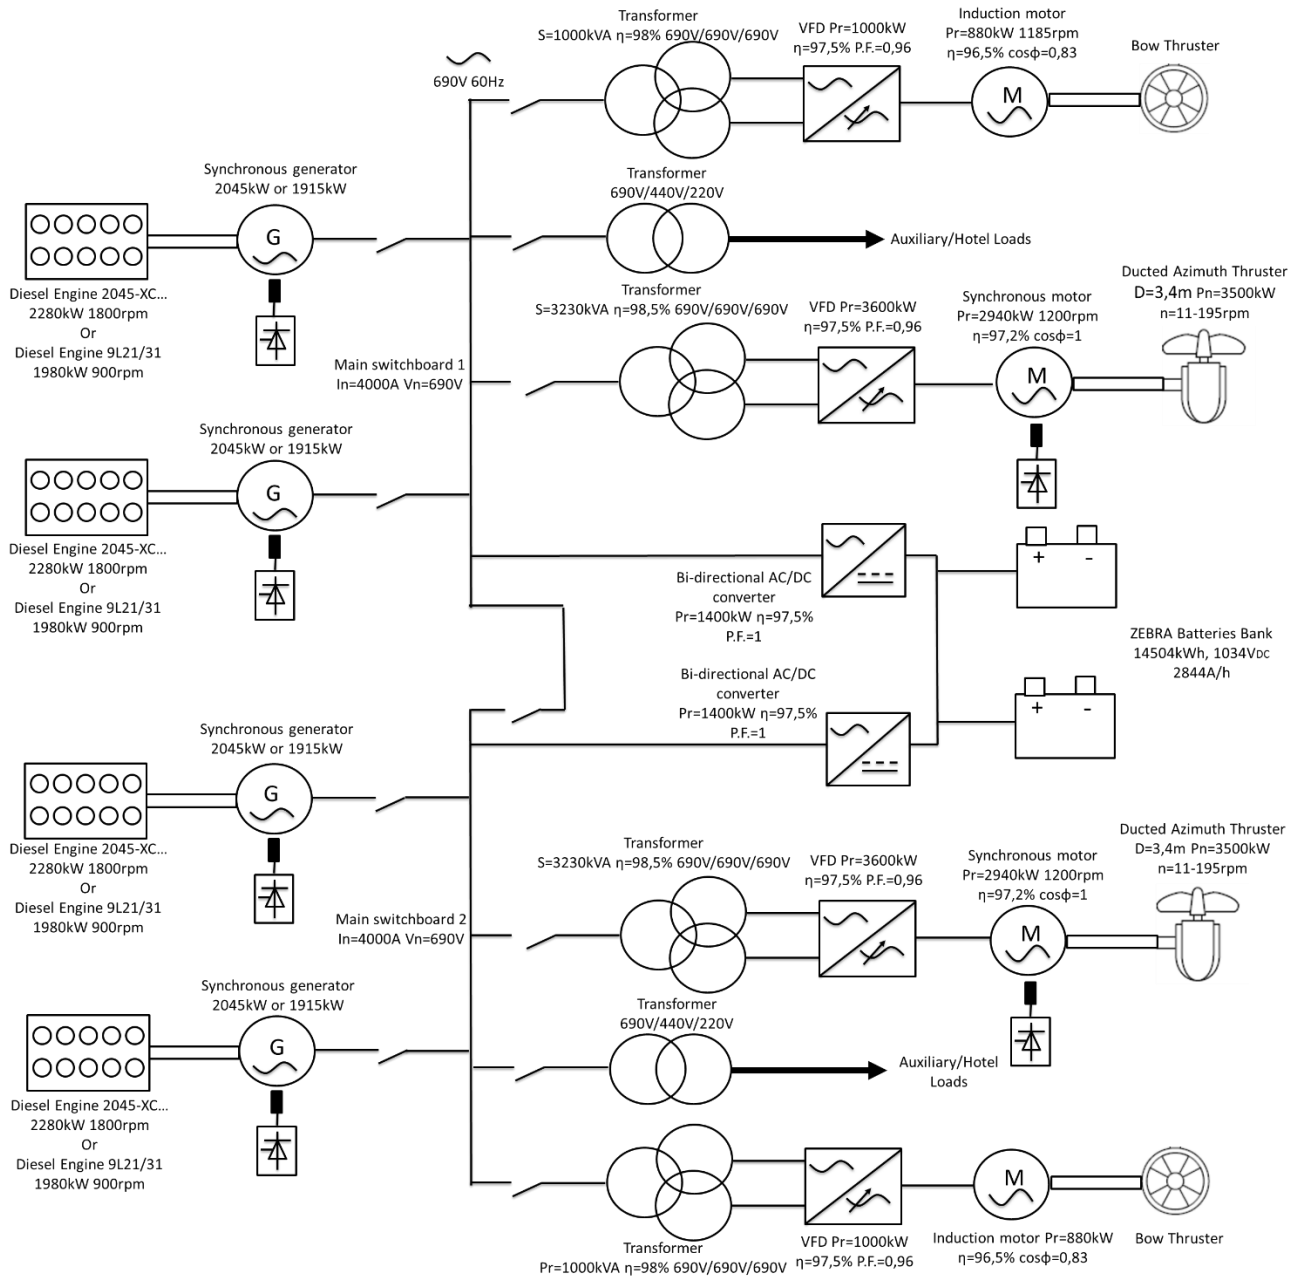 Transformer
S=1000kVA η=98% 690V/690V/690V
VFD Pr=1000kW
η=97,5% P.F.=0,96
Induction motor
Pr=880kW 1185rpm
η=96,5% cosϕ=0,83
Bow Thruster
690V 60Hz
M
Synchronous generator
2045kW or 1915kW
G
Transformer
690V/440V/220V
Auxiliary/Hotel Loads
Diesel Engine 2045-XC...
2280kW 1800rpm
Or
Diesel Engine 9L21/31
1980kW 900rpm
Transformer
S=3230kVA η=98,5% 690V/690V/690V
VFD Pr=3600kW
η=97,5% P.F.=0,96
Synchronous motor
Pr=2940kW 1200rpm
η=97,2% cosϕ=1
Ducted Azimuth Thruster
D=3,4m Pn=3500kW
n=11-195rpm
Main switchboard 1
In=4000A Vn=690V
M
Synchronous generator
2045kW or 1915kW
G
Diesel Engine 2045-XC...
2280kW 1800rpm
Or
Diesel Engine 9L21/31
1980kW 900rpm
Bi-directional AC/DC
converter
Pr=1400kW η=97,5%
P.F.=1
+ -
ZEBRA Batteries Bank
14504kWh, 1034VDC
2844A/h
Bi-directional AC/DC
converter
Pr=1400kW η=97,5%
P.F.=1
+ -
Synchronous generator
2045kW or 1915kW
G
Diesel Engine 2045-XC...
2280kW 1800rpm
Or
Diesel Engine 9L21/31
1980kW 900rpm
Transformer
S=3230kVA η=98,5% 690V/690V/690V
VFD Pr=3600kW
η=97,5% P.F.=0,96
Synchronous motor
Pr=2940kW 1200rpm
η=97,2% cosϕ=1
Ducted Azimuth Thruster
D=3,4m Pn=3500kW
n=11-195rpm
Main switchboard 2
In=4000A Vn=690V
M
Synchronous generator
2045kW or 1915kW
G
Diesel Engine 2045-XC...
2280kW 1800rpm
Or
Diesel Engine 9L21/31
1980kW 900rpm
Transformer
690V/440V/220V
Auxiliary/Hotel
Loads
M
Transformer
Pr=1000kVA η=98% 690V/690V/690V
VFD Pr=1000kW
η=97,5% P.F.=0,96
Induction motor Pr=880kW
η=96,5% cosϕ=0,83
Bow Thruster